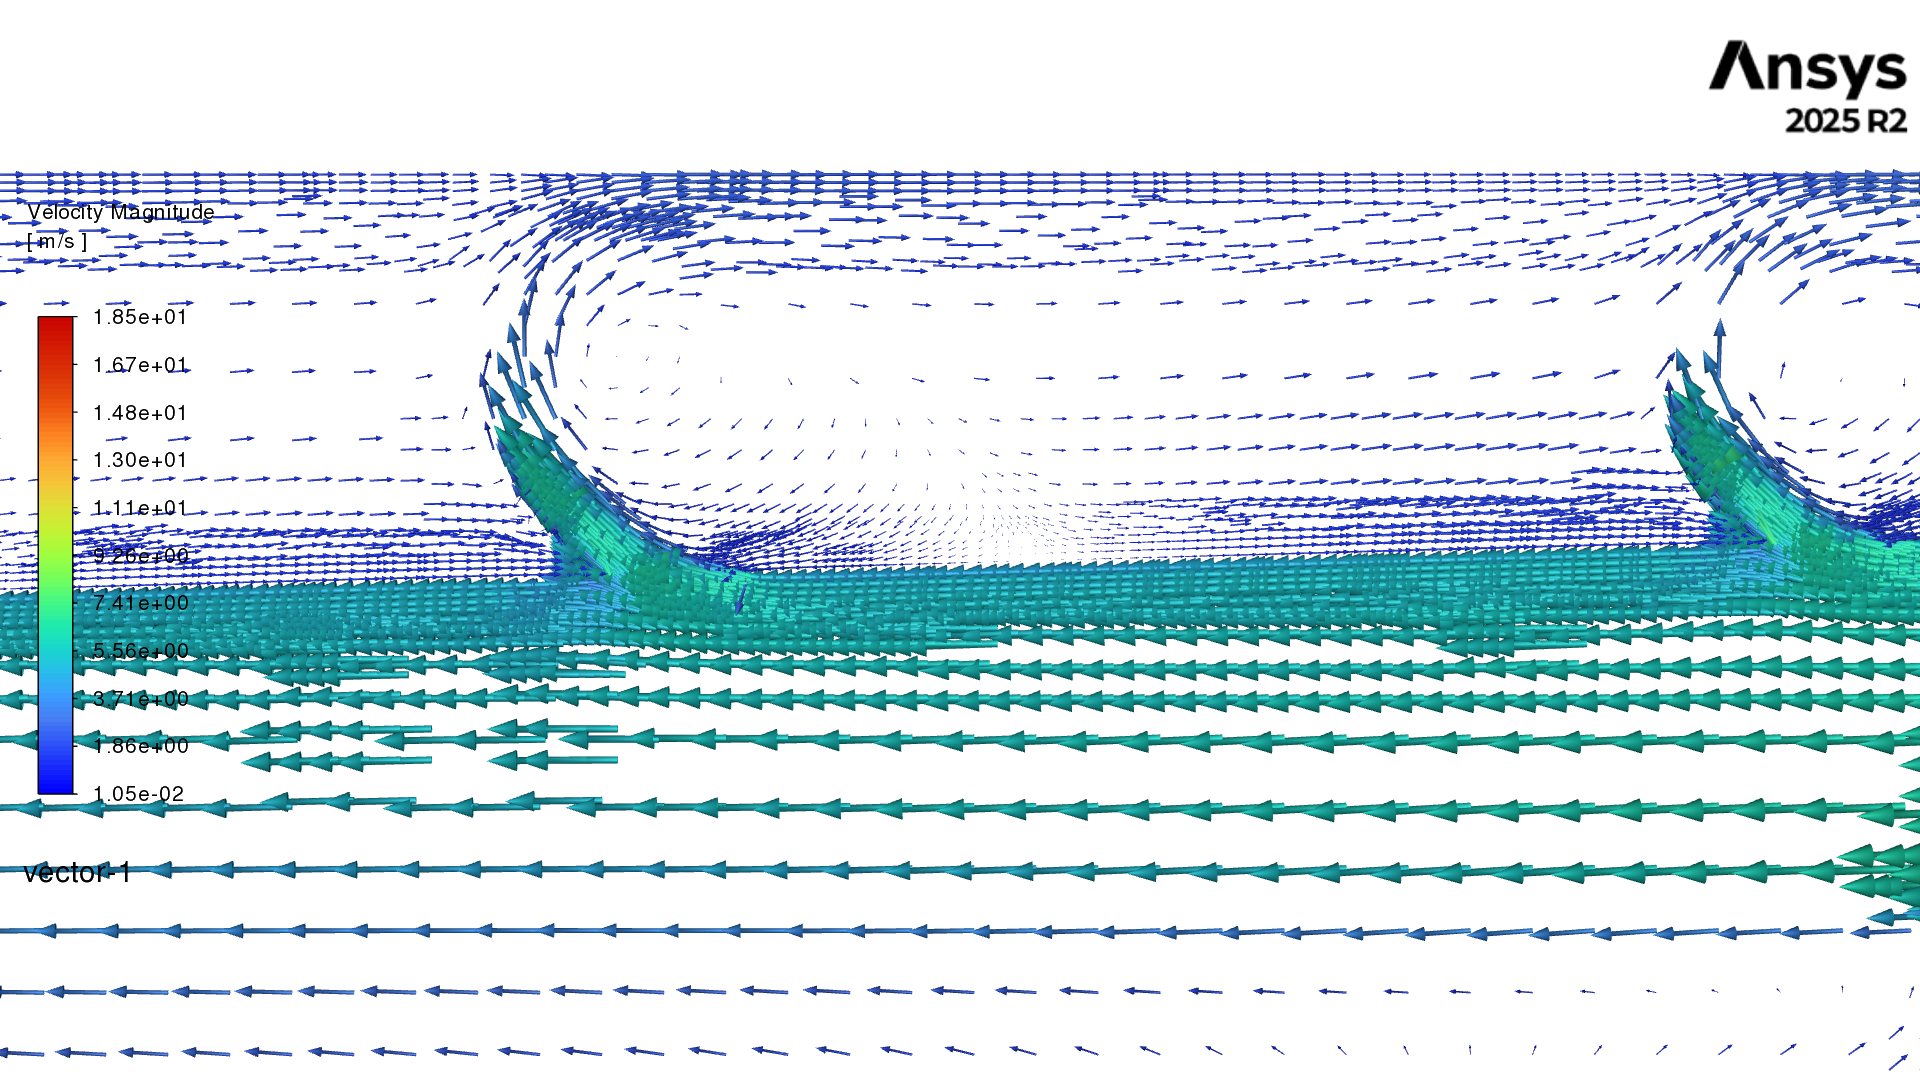 Ansys
2025 R2
Velocity Magnitude
[ m/s ]
1.85e+01
1.67e+01
1.48e+01
1.30e+01
1.11e+01
9.26e+00
7.41e+00
5.56e+00
3.71e+00
1.86e+00
1.05e-02
vector-1